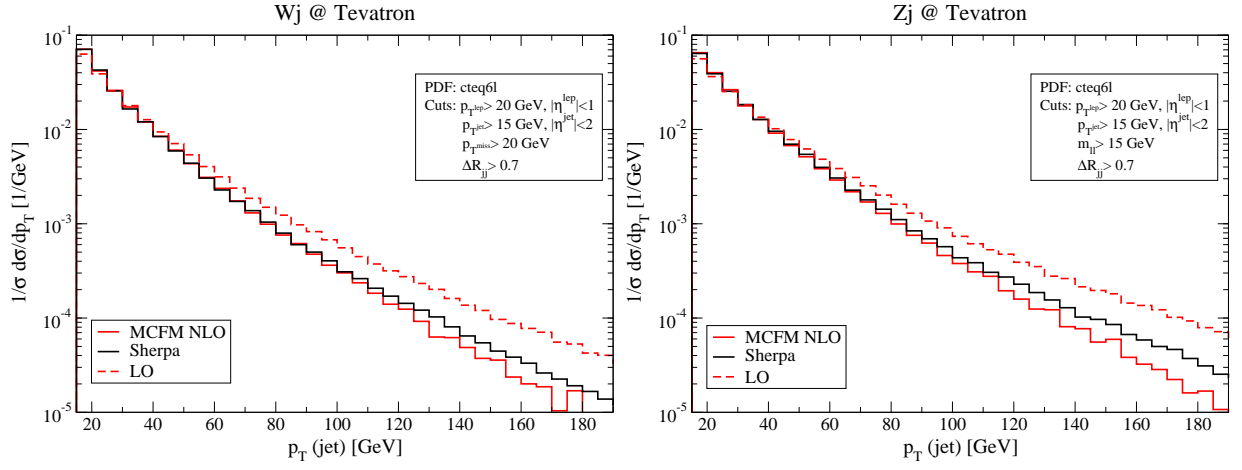 Wj @ Tevatron
1/σ dσ/dp_T [1/GeV]
10^-1
10^-2
10^-3
10^-4
10^-5
PDF: cteq6l
Cuts: p_T^lep > 20 GeV, |η^lep|<1
p_T^jet > 15 GeV, |η^jet|<2
p_T^miss > 20 GeV
ΔR_jj > 0.7
MCFM NLO
Sherpa
LO
20 40 60 80 100 120 140 160 180
p_T (jet) [GeV]
Zj @ Tevatron
1/σ dσ/dp_T [1/GeV]
10^-1
10^-2
10^-3
10^-4
10^-5
PDF: cteq6l
Cuts: p_T^lep > 20 GeV, |η^lep|<1
p_T^jet > 15 GeV, |η^jet|<2
m_ll > 15 GeV
ΔR_jj > 0.7
MCFM NLO
Sherpa
LO
20 40 60 80 100 120 140 160 180
p_T (jet) [GeV]